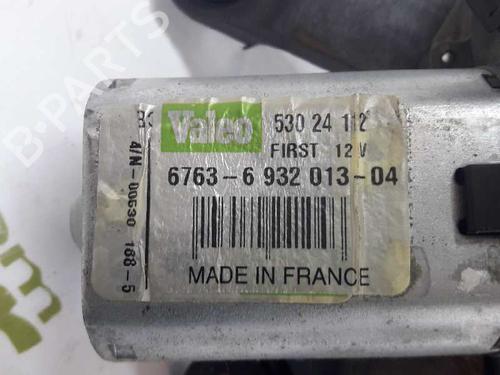 Valeo 530 24 112
FIRST 12 V
6763-6 932 013-04
MADE IN FRANCE
4/N-00530 168-5
B-PARTS